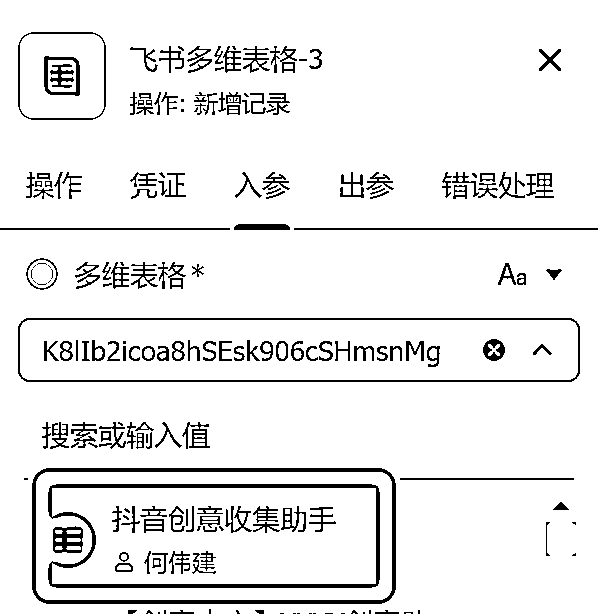 飞书多维表格-3
操作: 新增记录
操作 凭证 入参 出参 错误处理
多维表格* Aa
K8lIb2icoa8hSEsk906cSHmsnMg
搜索或输入值
抖音创意收集助手
何伟建